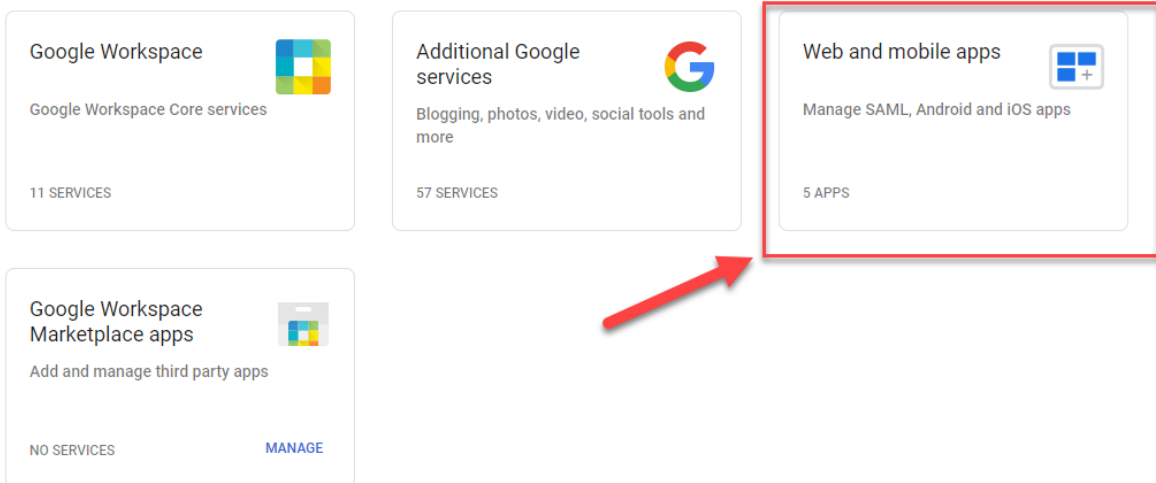 Google Workspace
Google Workspace Core services
11 SERVICES
Additional Google
services
Blogging, photos, video, social tools and
more
57 SERVICES
Web and mobile apps
Manage SAML, Android and iOS apps
5 APPS
Google Workspace
Marketplace apps
Add and manage third party apps
NO SERVICES
MANAGE